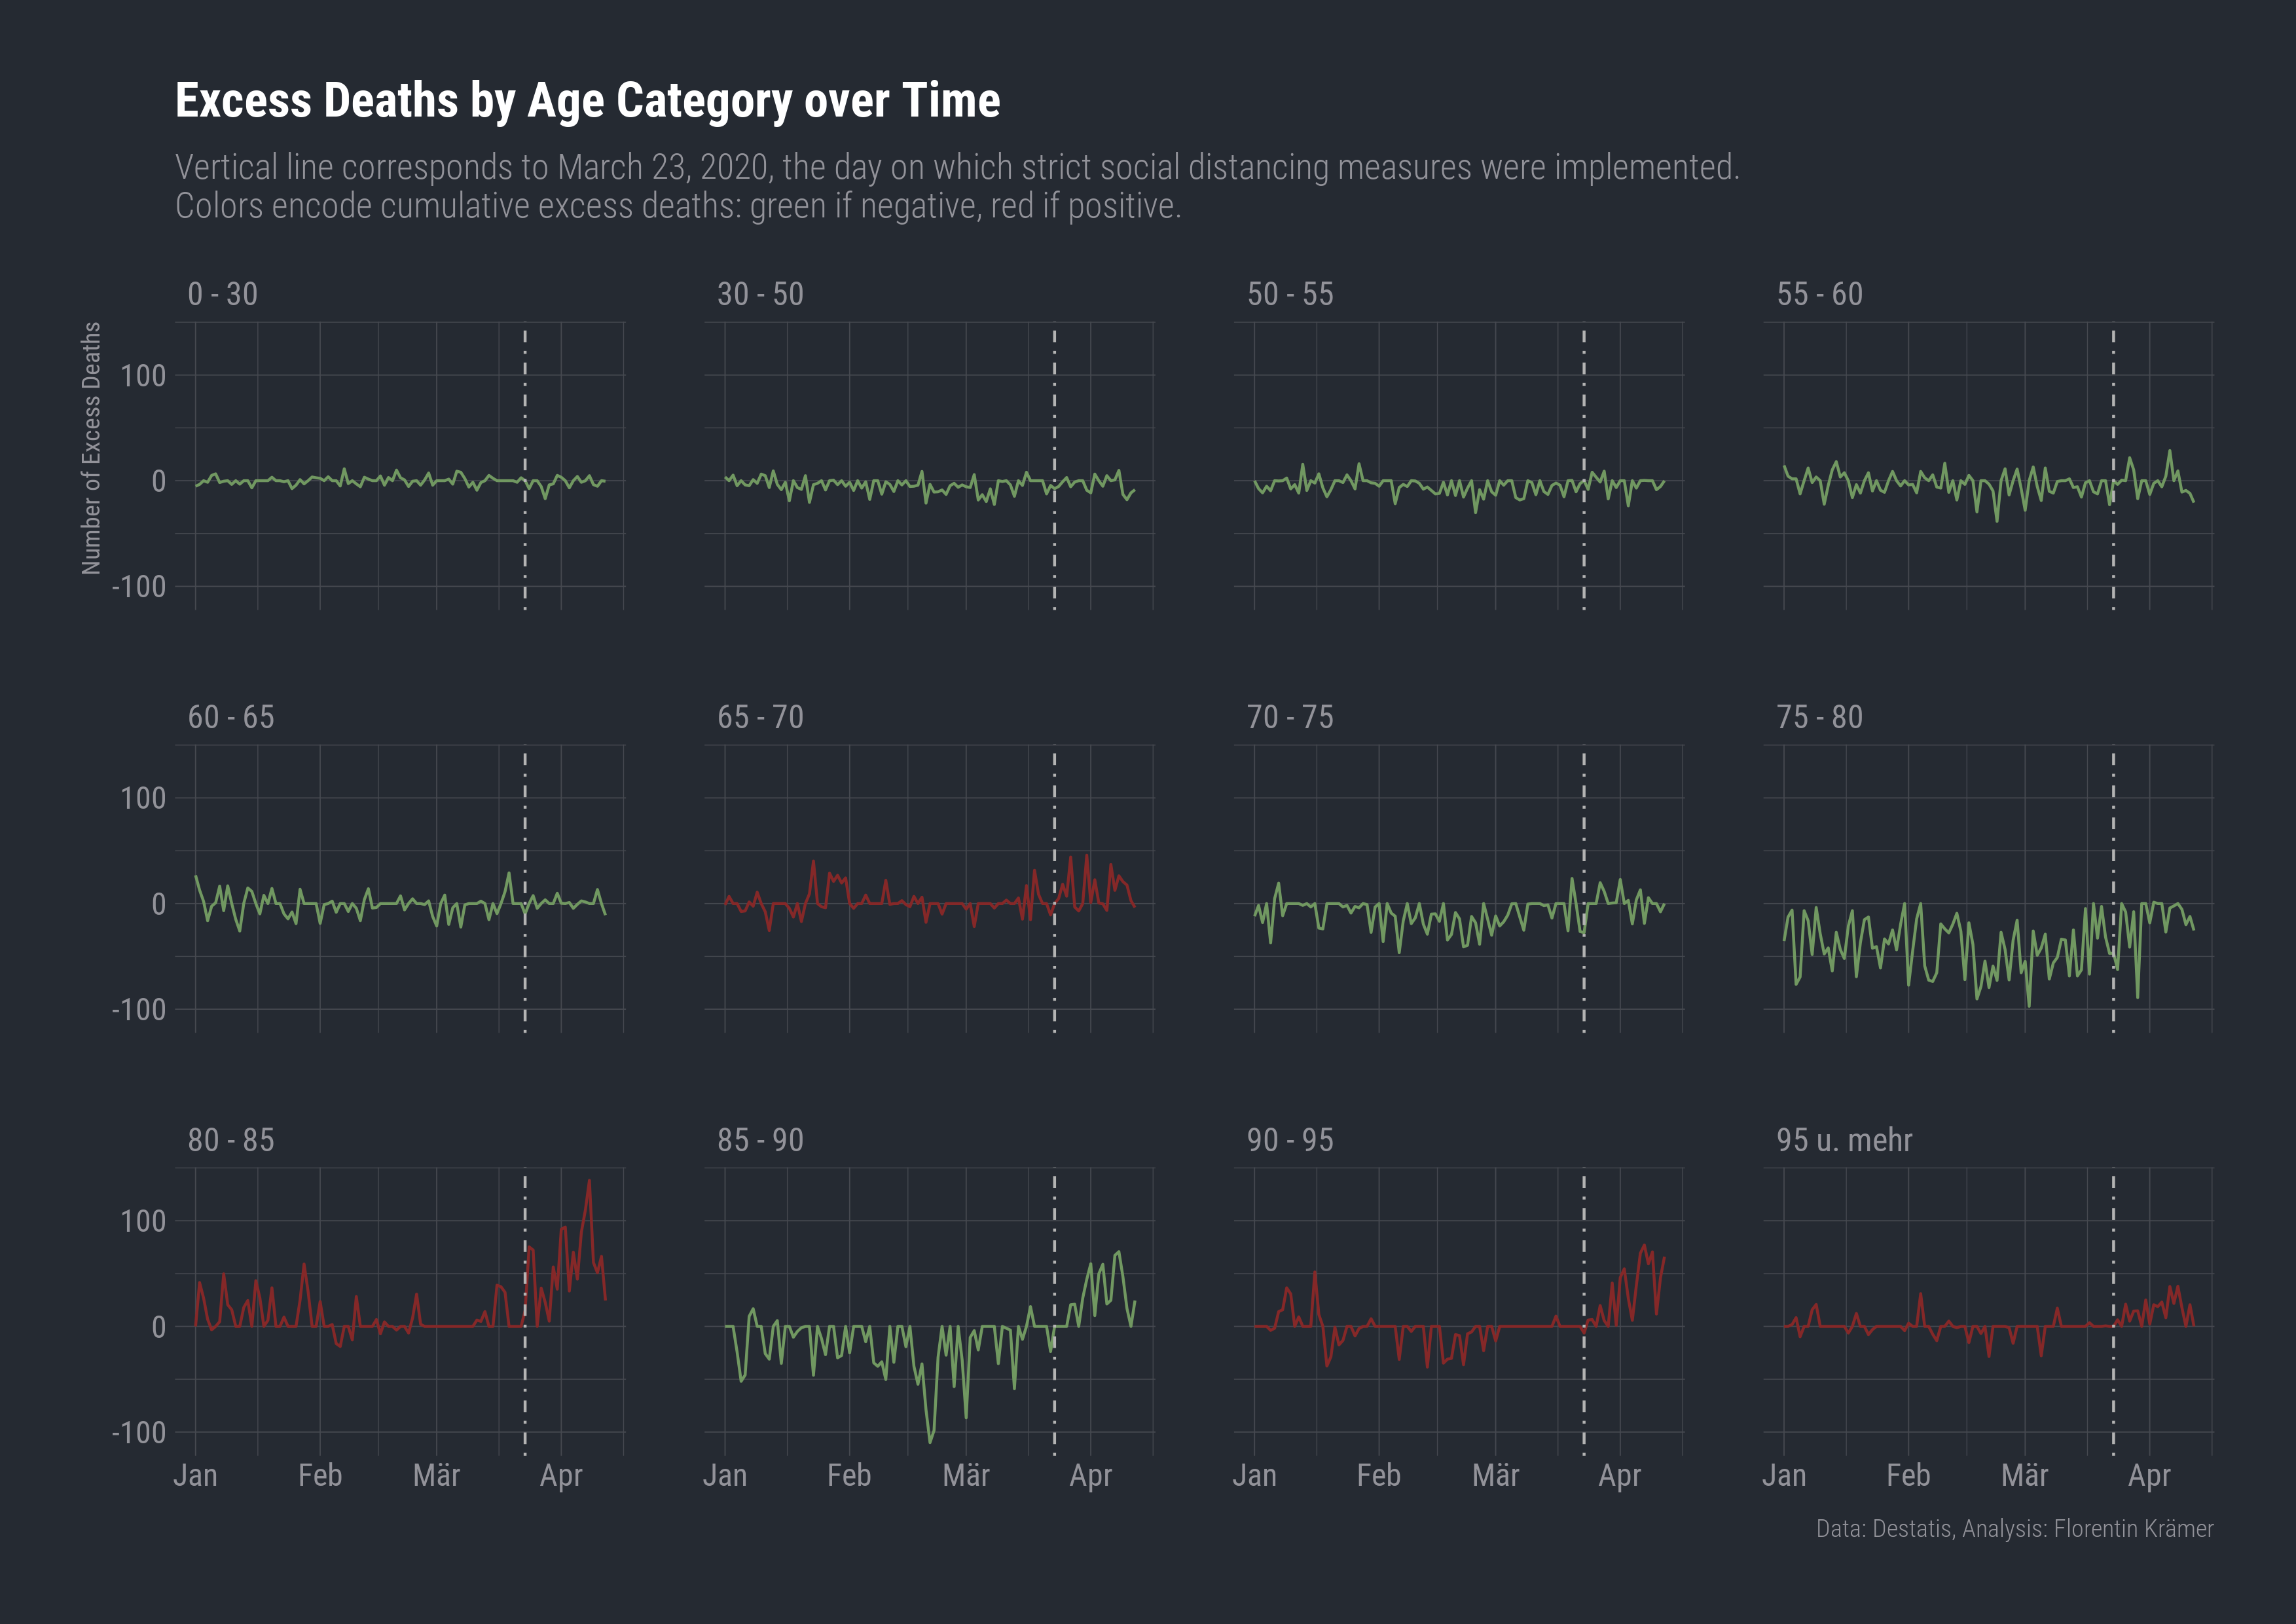 Excess Deaths by Age Category over Time
Vertical line corresponds to March 23, 2020, the day on which strict social distancing measures were implemented.
Colors encode cumulative excess deaths: green if negative, red if positive.
0 - 30
30 - 50
50 - 55
55 - 60
Number of Excess Deaths
100
0
-100
60 - 65
65 - 70
70 - 75
75 - 80
100
0
-100
80 - 85
85 - 90
90 - 95
95 u. mehr
100
0
-100
Jan Feb Mär Apr
Jan Feb Mär Apr
Jan Feb Mär Apr
Jan Feb Mär Apr
Data: Destatis, Analysis: Florentin Krämer